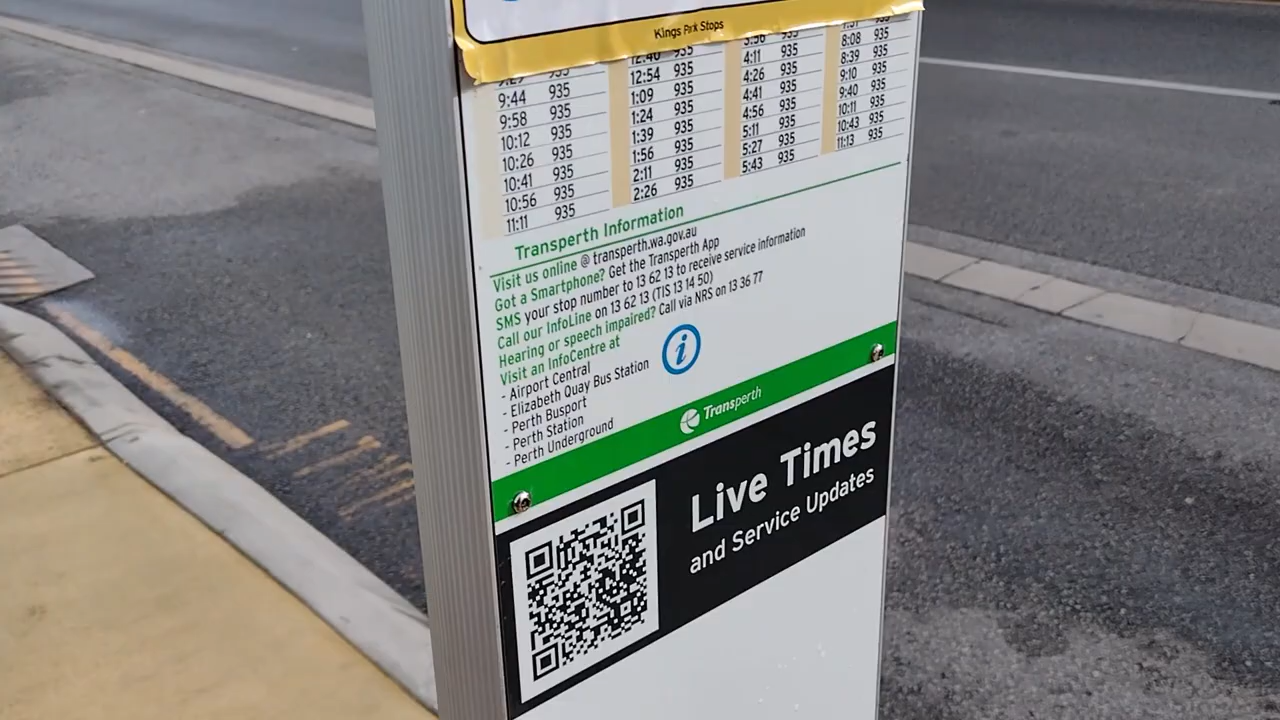 Kings Park Stops
9:44 935
9:58 935
10:12 935
10:26 935
10:41 935
10:56 935
11:11 935
12:40 935
12:54 935
1:09 935
1:24 935
1:39 935
1:56 935
2:11 935
2:26 935
3:56 935
4:11 935
4:26 935
4:41 935
4:56 935
5:11 935
5:27 935
5:43 935
935
8:08 935
8:39 935
9:10 935
9:40 935
10:11 935
10:43 935
11:13 935
Transperth Information
Visit us online @ transperth.wa.gov.au
Got a Smartphone? Get the Transperth App
SMS your stop number to 13 62 13 to receive service information
Call our InfoLine on 13 62 13 (TIS 13 14 50)
Hearing or speech impaired? Call via NRS on 13 36 77
Visit an InfoCentre at
- Airport Central
- Elizabeth Quay Bus Station
- Perth Busport
- Perth Station
- Perth Underground
i
Transperth
Live Times
and Service Updates